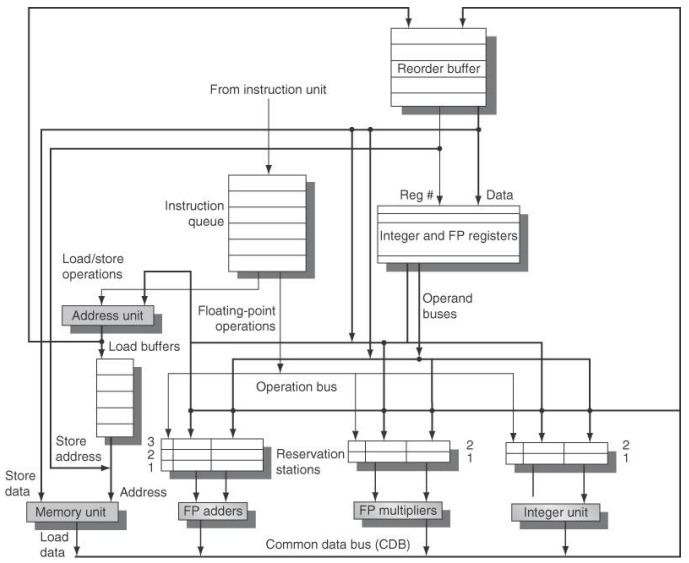 Reorder buffer
From instruction unit
Reg #
Data
Instruction
queue
Integer and FP registers
Load/store
operations
Operand
buses
Floating-point
operations
Address unit
Load buffers
Operation bus
3
2
1
Reservation
stations
2
1
2
1
Store
address
Store
data
Address
Memory unit
FP adders
FP multipliers
Integer unit
Load
data
Common data bus (CDB)